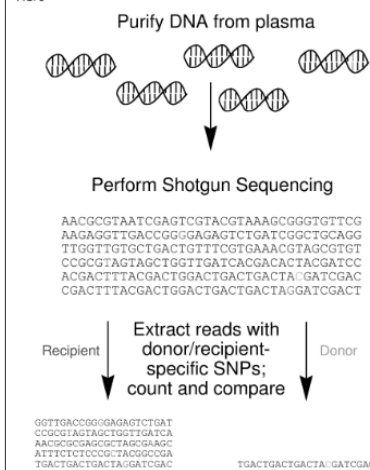 Purify DNA from plasma
Perform Shotgun Sequencing
AACGCGTAATCGAGTCGTACGTAAAGCGGGTGTTCG
AAGAGGTTGACCGGGGAGAGTCTGATCGGCTGCAGG
TTGGTTGTGCTGACTGTTTCGTGAAACGTAGCGTGT
CCGCGTAGTAGCTGGTTGATCACGACACTACGATCC
ACGACTTTACGACTGGACTGACTGACTACGATCGAC
CGACTTTACGACTGGACTGACTGACTAGGATCGACT
Extract reads with
Recipient donor/recipient- Donor
specific SNPs;
count and compare
GGTTGACCGGGGAGAGTCTGAT
CCGCGTAGTAGCTGGTTGATCA
AACGCGCGAGCGCTAGCGAAGC
ATTTCTCTCCCGCTACGGCCGA
TGACTGACTGACTAGGATCGAC TGACTGACTGACTACGATCGAC